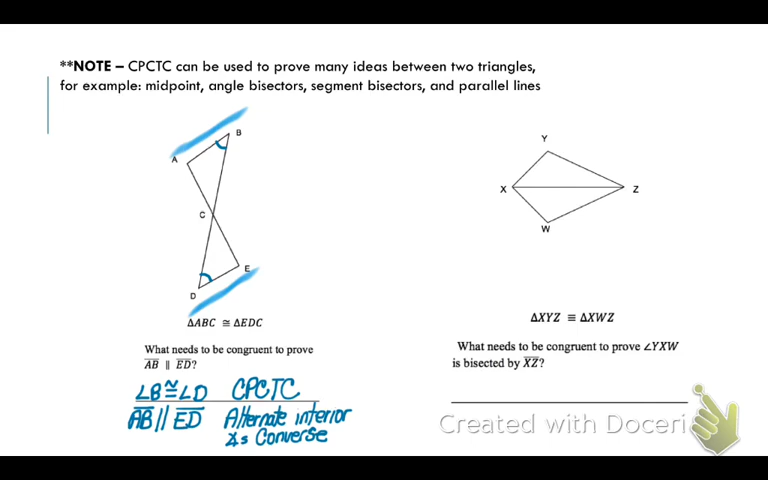 **NOTE – CPCTC can be used to prove many ideas between two triangles,
for example: midpoint, angle bisectors, segment bisectors, and parallel lines
B
A
C
E
D
ΔABC ≅ ΔEDC
What needs to be congruent to prove
AB ∥ ED?
∠B≅∠D CPCTC
AB // ED Alternate interior
∡s Converse
Y
X
Z
W
ΔXYZ ≡ ΔXWZ
What needs to be congruent to prove ∠YXW
is bisected by XZ?
Created with Doceri